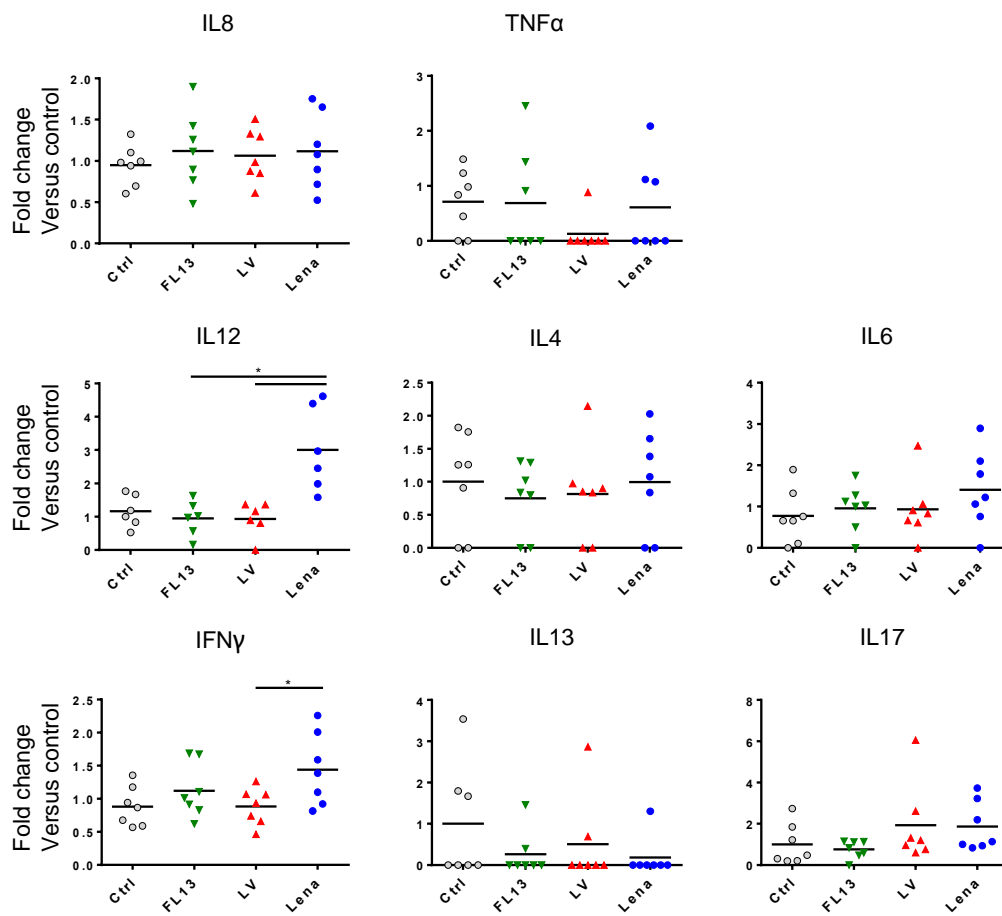 IL8
TNFα
Fold change
Versus control
2.0
1.5
1.0
0.5
0.0
Ctrl
FL13
LV
Lena
3
2
1
0
Ctrl
FL13
LV
Lena
IL12
IL4
IL6
Fold change
Versus control
5
4
3
2
1
0
*
Ctrl
FL13
LV
Lena
2.5
2.0
1.5
1.0
0.5
0.0
Ctrl
FL13
LV
Lena
4
3
2
1
0
Ctrl
FL13
LV
Lena
IFNγ
IL13
IL17
Fold change
Versus control
2.5
2.0
1.5
1.0
0.5
0.0
*
Ctrl
FL13
LV
Lena
4
3
2
1
0
Ctrl
FL13
LV
Lena
8
6
4
2
0
Ctrl
FL13
LV
Lena